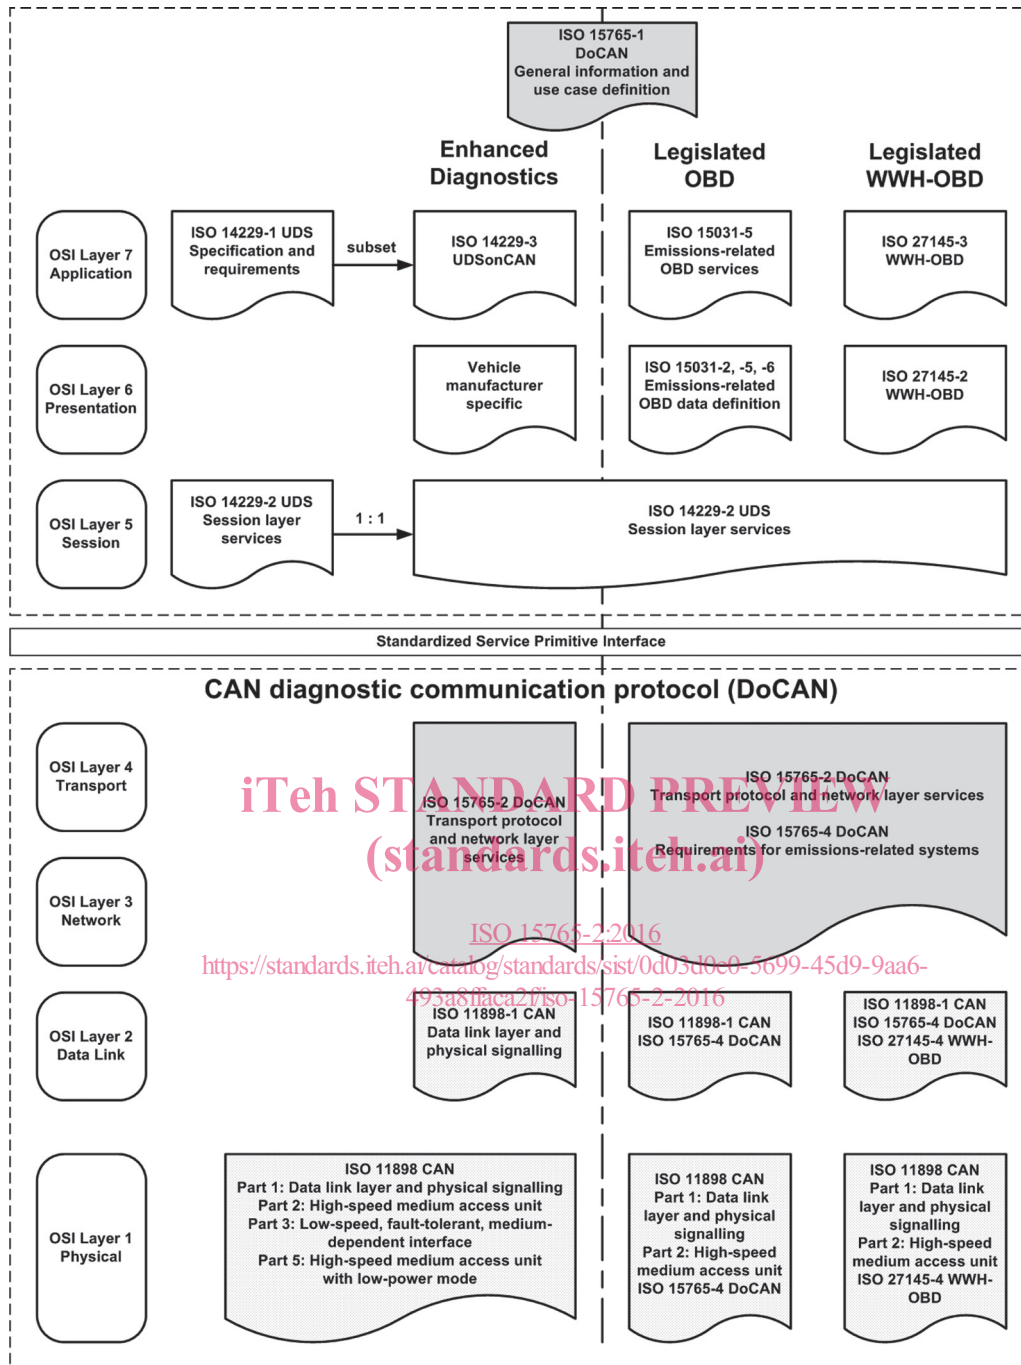 ISO 15765-1
DoCAN
General information and
use case definition
Enhanced
Diagnostics
Legislated
OBD
Legislated
WWH-OBD
OSI Layer 7
Application
ISO 14229-1 UDS
Specification and
requirements
subset
ISO 14229-3
UDSonCAN
ISO 15031-5
Emissions-related
OBD services
ISO 27145-3
WWH-OBD
OSI Layer 6
Presentation
Vehicle
manufacturer
specific
ISO 15031-2, -5, -6
Emissions-related
OBD data definition
ISO 27145-2
WWH-OBD
OSI Layer 5
Session
ISO 14229-2 UDS
Session layer
services
1 : 1
ISO 14229-2 UDS
Session layer services
Standardized Service Primitive Interface
CAN diagnostic communication protocol (DoCAN)
OSI Layer 4
Transport
ISO 15765-2 DoCAN
Transport protocol
and network layer
services
ISO 15765-2 DoCAN
Transport protocol and network layer services
ISO 15765-4 DoCAN
Requirements for emissions-related systems
iTeh STANDARD PREVIEW
(standards.iteh.ai)
OSI Layer 3
Network
ISO 15765-2:2016
https://standards.iteh.ai/catalog/standards/sist/0d03d0e0-5699-45d9-9aa6-
493a8ffaca2f/iso-15765-2-2016
OSI Layer 2
Data Link
ISO 11898-1 CAN
Data link layer and
physical signalling
ISO 11898-1 CAN
ISO 15765-4 DoCAN
ISO 11898-1 CAN
ISO 15765-4 DoCAN
ISO 27145-4 WWH-
OBD
OSI Layer 1
Physical
ISO 11898 CAN
Part 1: Data link layer and physical signalling
Part 2: High-speed medium access unit
Part 3: Low-speed, fault-tolerant, medium-
dependent interface
Part 5: High-speed medium access unit
with low-power mode
ISO 11898 CAN
Part 1: Data link
layer and physical
signalling
Part 2: High-speed
medium access unit
ISO 15765-4 DoCAN
ISO 11898 CAN
Part 1: Data link
layer and physical
signalling
Part 2: High-speed
medium access unit
ISO 27145-4 WWH-
OBD